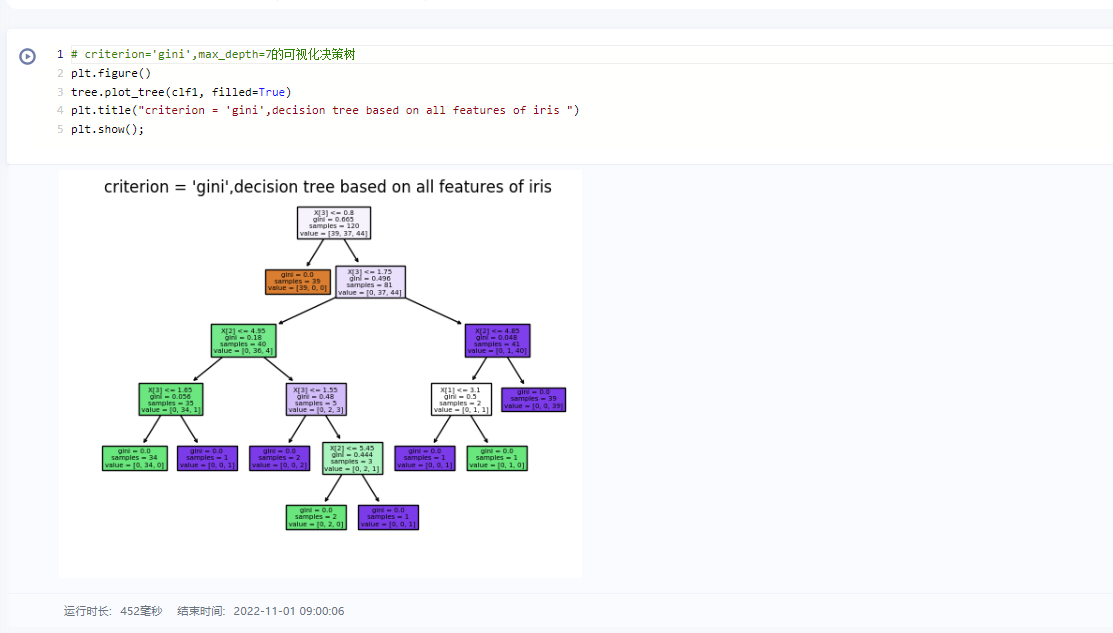 1 # criterion='gini',max_depth=7的可视化决策树
2 plt.figure()
3 tree.plot_tree(clf1, filled=True)
4 plt.title("criterion = 'gini',decision tree based on all features of iris ")
5 plt.show();
criterion = 'gini',decision tree based on all features of iris
X[3] <= 0.8
gini = 0.665
samples = 120
value = [39, 37, 44]
gini = 0.0
samples = 39
value = [39, 0, 0]
X[3] <= 1.75
gini = 0.496
samples = 81
value = [0, 37, 44]
X[2] <= 4.95
gini = 0.18
samples = 40
value = [0, 36, 4]
X[2] <= 4.85
gini = 0.048
samples = 41
value = [0, 1, 40]
X[3] <= 1.65
gini = 0.056
samples = 35
value = [0, 34, 1]
X[3] <= 1.55
gini = 0.48
samples = 5
value = [0, 2, 3]
X[1] <= 3.1
gini = 0.5
samples = 2
value = [0, 1, 1]
gini = 0.0
samples = 39
value = [0, 0, 39]
gini = 0.0
samples = 34
value = [0, 34, 0]
gini = 0.0
samples = 1
value = [0, 0, 1]
gini = 0.0
samples = 2
value = [0, 0, 2]
X[2] <= 5.45
gini = 0.444
samples = 3
value = [0, 2, 1]
gini = 0.0
samples = 1
value = [0, 0, 1]
gini = 0.0
samples = 1
value = [0, 1, 0]
gini = 0.0
samples = 2
value = [0, 2, 0]
gini = 0.0
samples = 1
value = [0, 0, 1]
运行时长: 452毫秒 结束时间: 2022-11-01 09:00:06